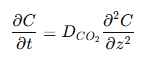 ∂C/∂t = D_{CO_2} ∂²C/∂z²